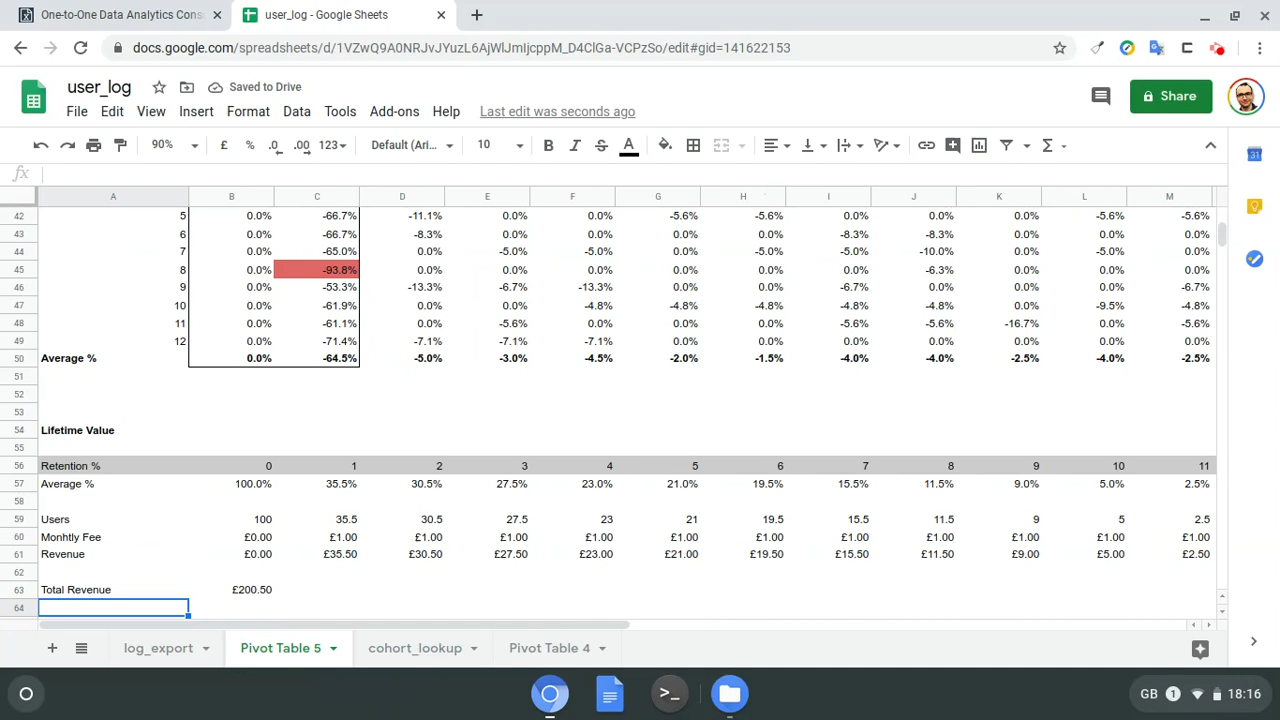 One-to-One Data Analytics Cons
user_log - Google Sheets
docs.google.com/spreadsheets/d/1VZwQ9A0NRJvJYuzL6AjWlJmIjcppM_D4ClGa-VCPzSo/edit#gid=141622153
user_log
Saved to Drive
File Edit View Insert Format Data Tools Add-ons Help Last edit was seconds ago
Share
90% £ % .0 .00 123 Default (Ari... 10 B I S A Σ
fx
A B C D E F G H I J K L M
42 5 0.0% -66.7% -11.1% 0.0% 0.0% -5.6% -5.6% 0.0% 0.0% 0.0% -5.6% -5.6%
43 6 0.0% -66.7% -8.3% 0.0% 0.0% 0.0% 0.0% -8.3% -8.3% 0.0% 0.0% 0.0%
44 7 0.0% -65.0% 0.0% -5.0% -5.0% 0.0% -5.0% -5.0% -10.0% 0.0% -5.0% 0.0%
45 8 0.0% -93.8% 0.0% 0.0% 0.0% 0.0% 0.0% 0.0% -6.3% 0.0% 0.0% 0.0%
46 9 0.0% -53.3% -13.3% -6.7% -13.3% 0.0% 0.0% -6.7% 0.0% 0.0% 0.0% -6.7%
47 10 0.0% -61.9% 0.0% 0.0% -4.8% -4.8% -4.8% -4.8% -4.8% 0.0% -9.5% -4.8%
48 11 0.0% -61.1% 0.0% -5.6% 0.0% 0.0% 0.0% -5.6% -5.6% -16.7% 0.0% -5.6%
49 12 0.0% -71.4% -7.1% -7.1% -7.1% 0.0% 0.0% 0.0% 0.0% 0.0% 0.0% 0.0%
50 Average % 0.0% -64.5% -5.0% -3.0% -4.5% -2.0% -1.5% -4.0% -4.0% -2.5% -4.0% -2.5%
51
52
53
54 Lifetime Value
55
56 Retention % 0 1 2 3 4 5 6 7 8 9 10 11
57 Average % 100.0% 35.5% 30.5% 27.5% 23.0% 21.0% 19.5% 15.5% 11.5% 9.0% 5.0% 2.5%
58
59 Users 100 35.5 30.5 27.5 23 21 19.5 15.5 11.5 9 5 2.5
60 Monhtly Fee £0.00 £1.00 £1.00 £1.00 £1.00 £1.00 £1.00 £1.00 £1.00 £1.00 £1.00 £1.00
61 Revenue £0.00 £35.50 £30.50 £27.50 £23.00 £21.00 £19.50 £15.50 £11.50 £9.00 £5.00 £2.50
62
63 Total Revenue £200.50
64
log_export Pivot Table 5 cohort_lookup Pivot Table 4
GB 1 18:16